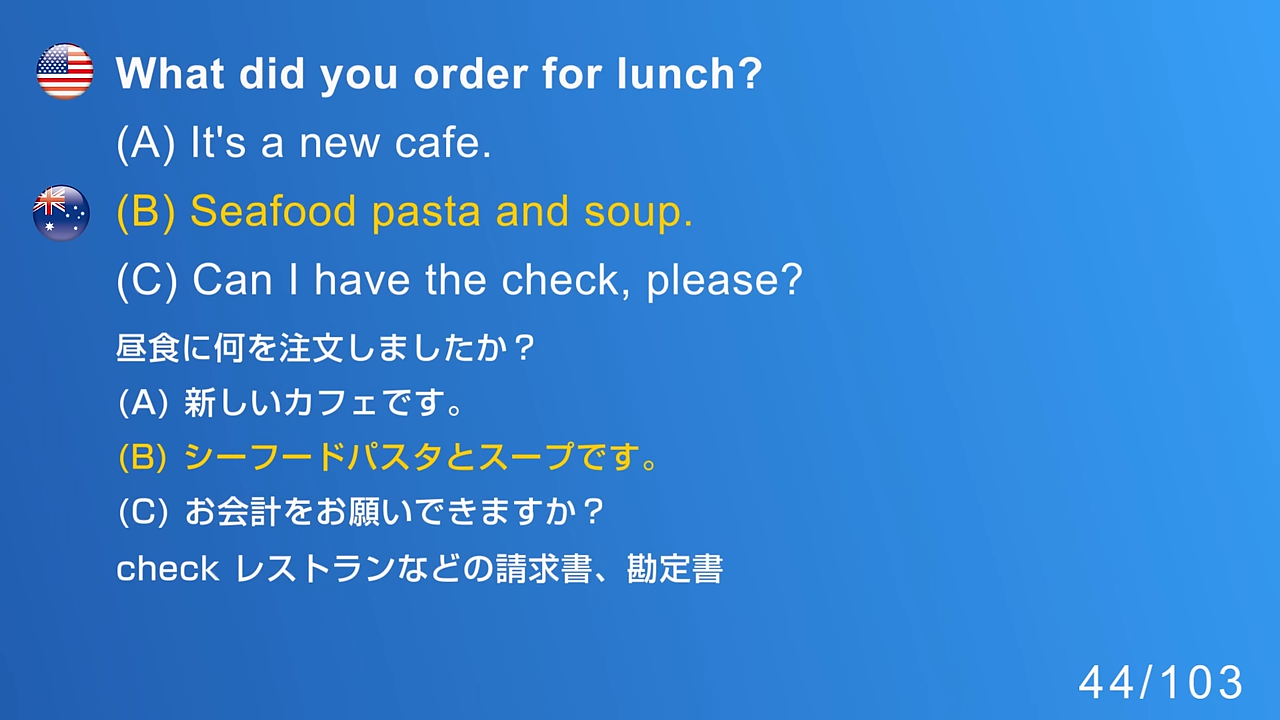 What did you order for lunch?
(A) It's a new cafe.
(B) Seafood pasta and soup.
(C) Can I have the check, please?
昼食に何を注文しましたか？
(A) 新しいカフェです。
(B) シーフードパスタとスープです。
(C) お会計をお願いできますか？
check レストランなどの請求書、勘定書
44/103